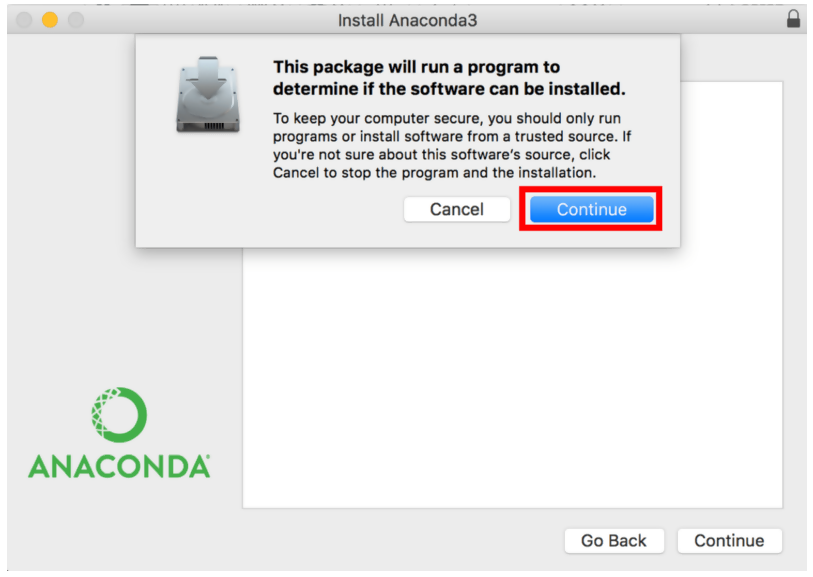 Install Anaconda3
This package will run a program to
determine if the software can be installed.
To keep your computer secure, you should only run
programs or install software from a trusted source. If
you're not sure about this software's source, click
Cancel to stop the program and the installation.
Cancel
Continue
ANACONDA
Go Back
Continue